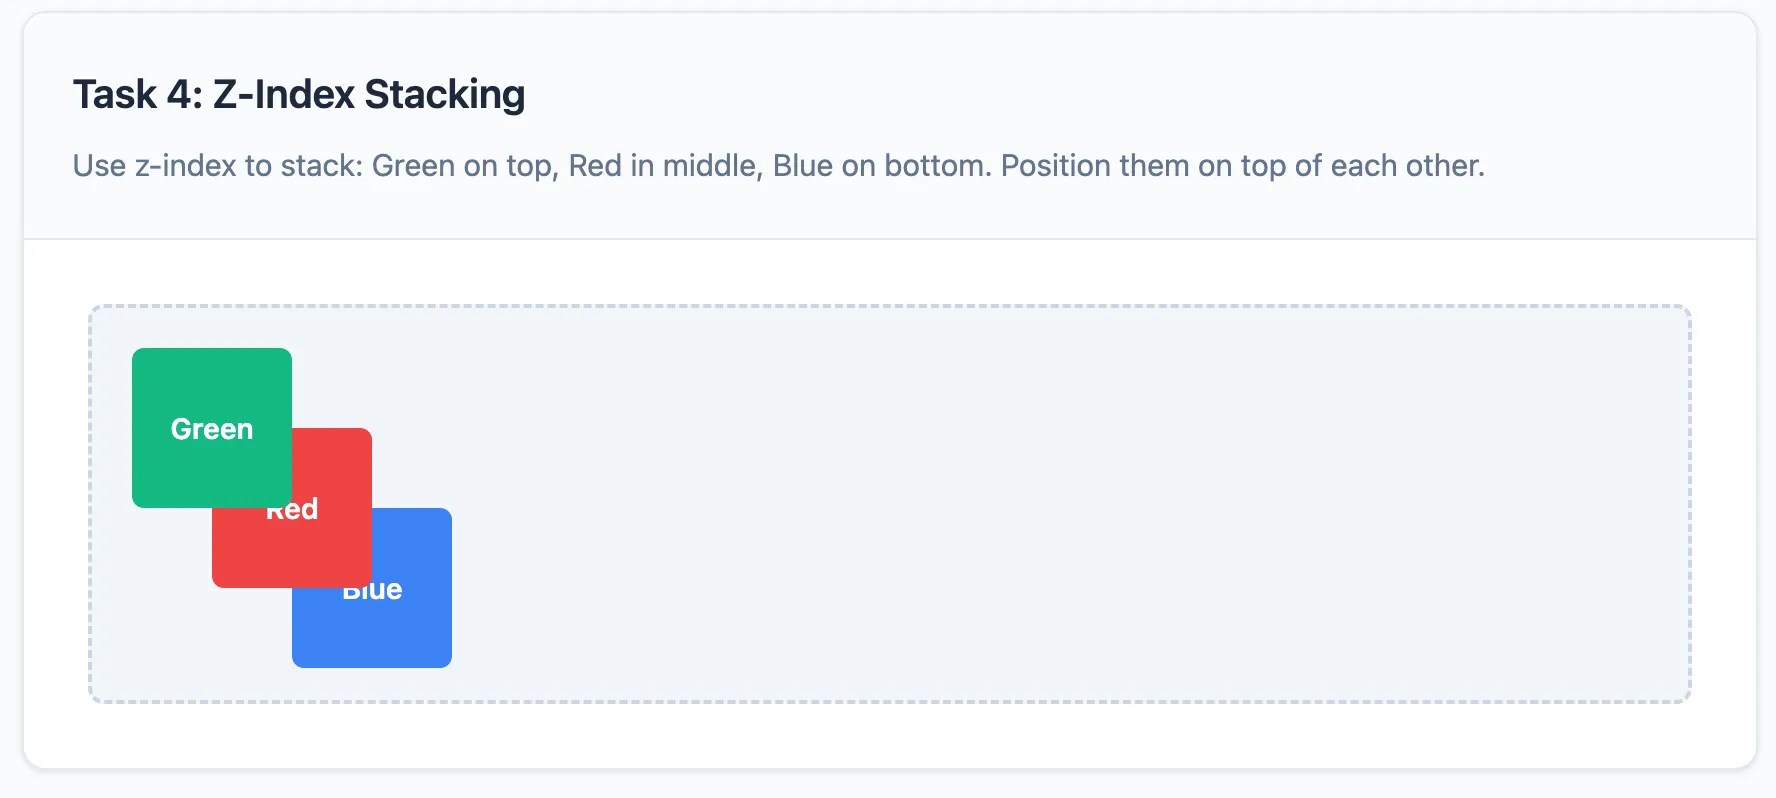 Task 4: Z-Index Stacking
Use z-index to stack: Green on top, Red in middle, Blue on bottom. Position them on top of each other.
Green
Red
Blue